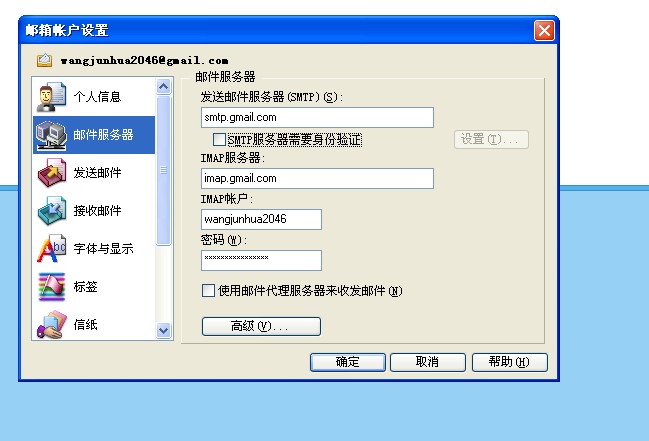 邮箱帐户设置
wangjunhua2046@gmail.com
个人信息
邮件服务器
发送邮件
接收邮件
字体与显示
标签
信纸
邮件服务器
发送邮件服务器(SMTP)(S):
smtp.gmail.com
SMTP服务器需要身份验证
设置(I)...
IMAP服务器:
imap.gmail.com
IMAP帐户:
wangjunhua2046
密码(W):
***************
使用邮件代理服务器来收发邮件(N)
高级(V)...
确定
取消
帮助(H)